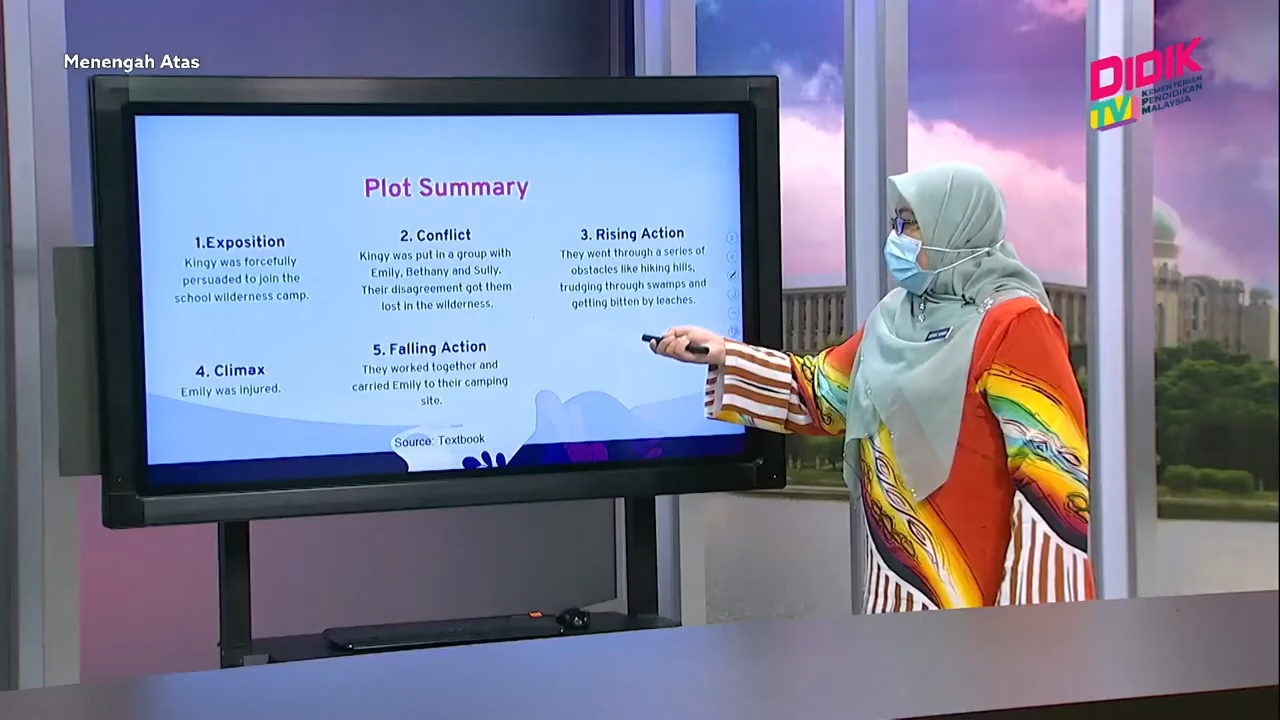 Menengah Atas
DIDIK
TV
KEMENTERIAN
PENDIDIKAN
MALAYSIA
Plot Summary
1.Exposition
Kingy was forcefully
persuaded to join the
school wilderness camp.
2. Conflict
Kingy was put in a group with
Emily, Bethany and Sully.
Their disagreement got them
lost in the wilderness.
3. Rising Action
They went through a series of
obstacles like hiking hills,
trudging through swamps and
getting bitten by leaches.
4. Climax
Emily was injured.
5. Falling Action
They worked together and
carried Emily to their camping
site.
Source: Textbook